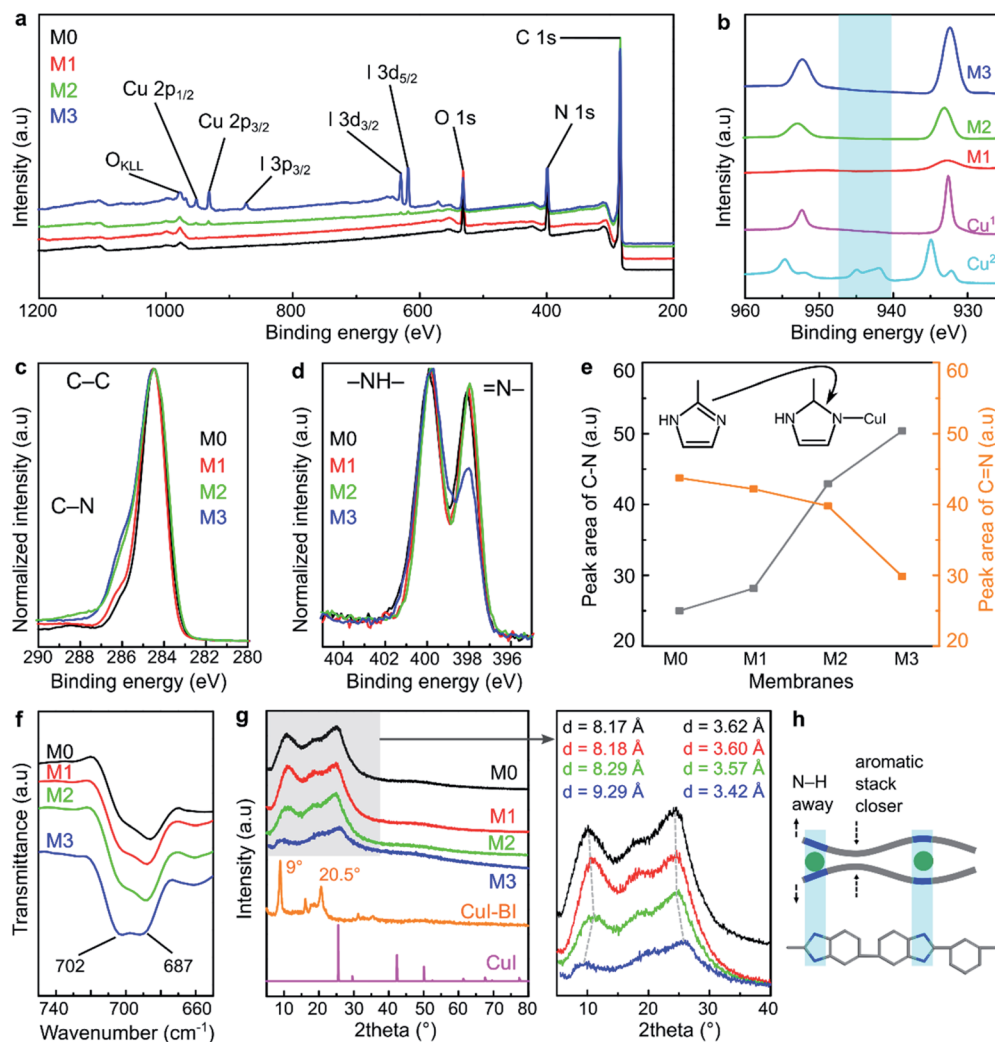 a
M0
M1
M2
M3
Cu 2p1/2
OKLL
Cu 2p3/2
I 3p3/2
I 3d3/2
I 3d5/2
O 1s
C 1s
N 1s
Intensity (a.u)
1200 1000 800 600 400 200
Binding energy (eV)
b
M3
M2
M1
Cu1
Cu2
Intensity (a.u)
960 950 940 930
Binding energy (eV)
c
C–C
C–N
M0
M1
M2
M3
Normalized intensity (a.u)
290 288 286 284 282 280
Binding energy (eV)
d
–NH–
=N–
M0
M1
M2
M3
Normalized intensity (a.u)
404 402 400 398 396
Binding energy (eV)
e
HN
N
HN
N
CuI
Peak area of C-N (a.u)
60
50
40
30
20
Peak area of C=N (a.u)
60
50
40
30
20
M0 M1 M2 M3
Membranes
f
M0
M1
M2
M3
702 687
Transmittance (a.u)
740 700 660
Wavenumber (cm-1)
g
M0
M1
M2
M3
9°
20.5°
CuI-BI
CuI
Intensity (a.u)
10 20 30 40 50 60 70 80
2theta (°)
d = 8.17 Å d = 3.62 Å
d = 8.18 Å d = 3.60 Å
d = 8.29 Å d = 3.57 Å
d = 9.29 Å d = 3.42 Å
10 20 30 40
2theta (°)
h
N–H
away
aromatic
stack
closer